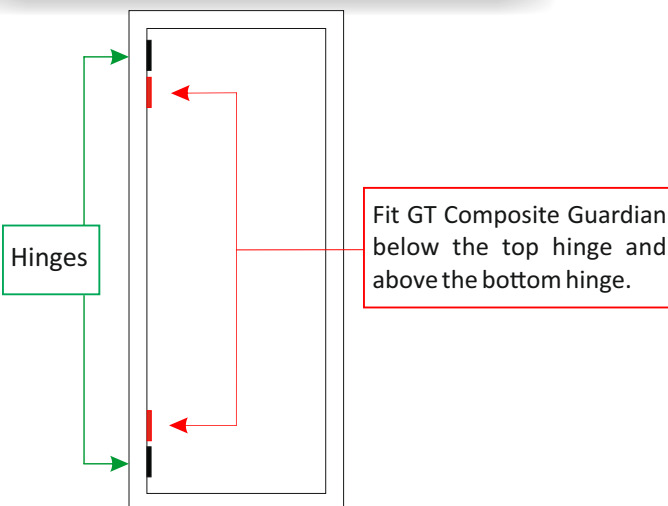 Hinges
Fit GT Composite Guardian
below the top hinge and
above the bottom hinge.